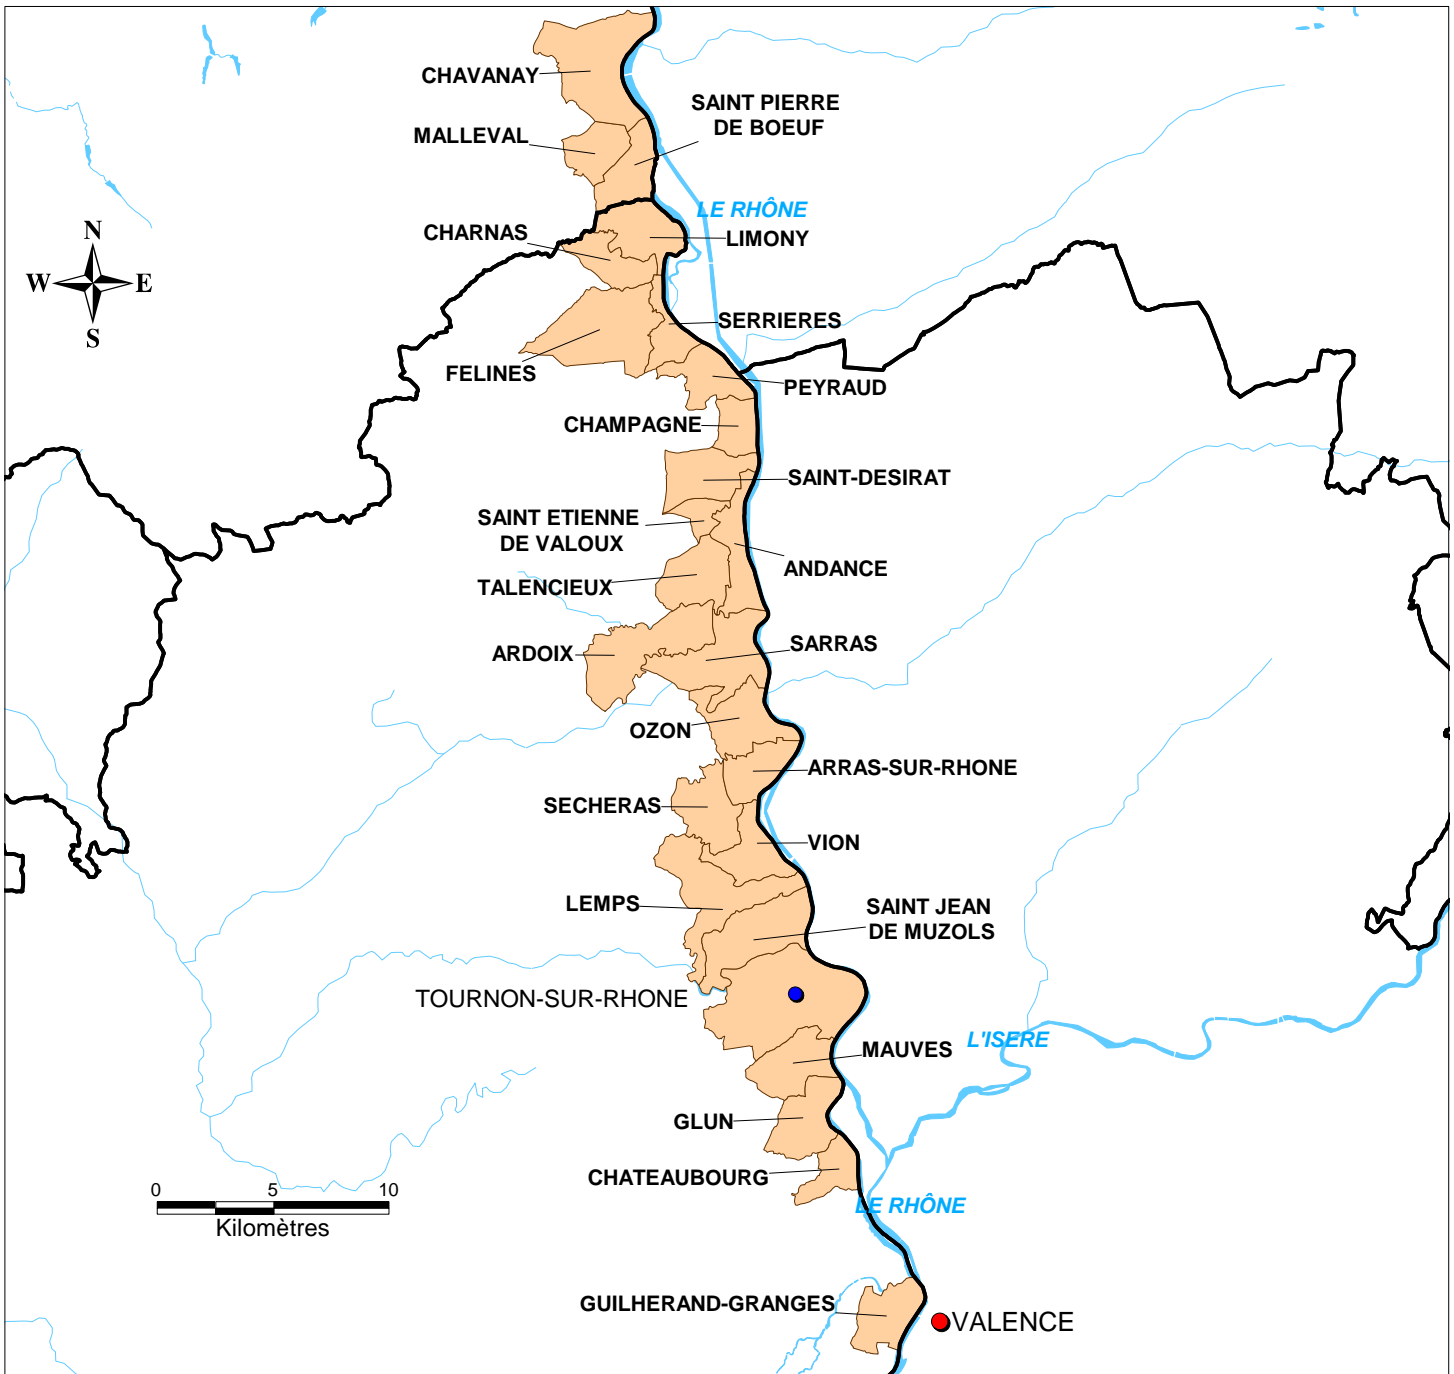 CHAVANAY
SAINT PIERRE
DE BOEUF
MALLEVAL
LE RHÔNE
N
W
E
S
CHARNAS
LIMONY
SERRIERES
FELINES
PEYRAUD
CHAMPAGNE
SAINT-DESIRAT
SAINT ETIENNE
DE VALOUX
ANDANCE
TALENCIEUX
SARRAS
ARDOIX
OZON
ARRAS-SUR-RHONE
SECHERAS
VION
LEMPS
SAINT JEAN
DE MUZOLS
TOURNON-SUR-RHONE
L'ISERE
MAUVES
GLUN
CHATEAUBOURG
0 5 10
Kilomètres
LE RHÔNE
GUILHERAND-GRANGES
VALENCE